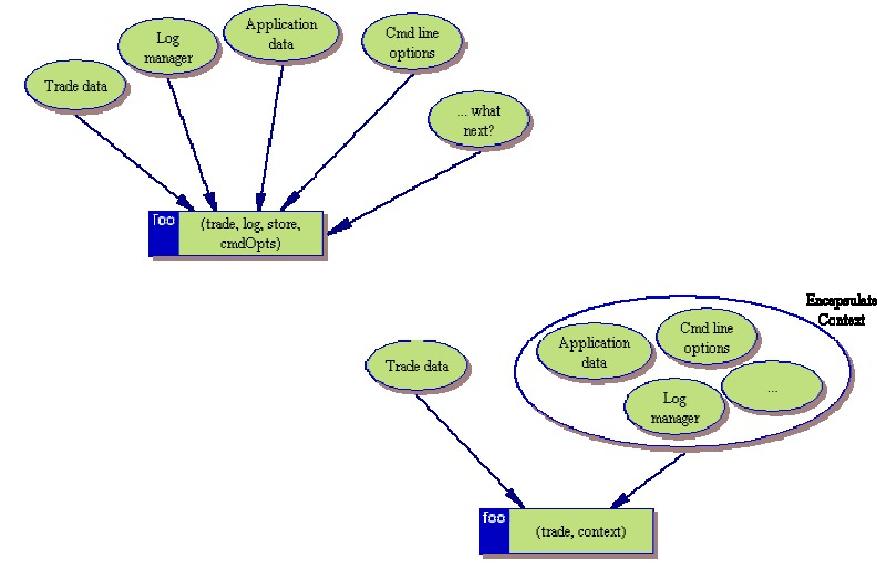 Application
data
Log
manager
Cmd line
options
Trade data
... what
next?
foo
(trade, log, store,
cmdOpts)
Encapsulate
Context
Cmd line
options
Application
data
Trade data
...
Log
manager
foo
(trade, context)